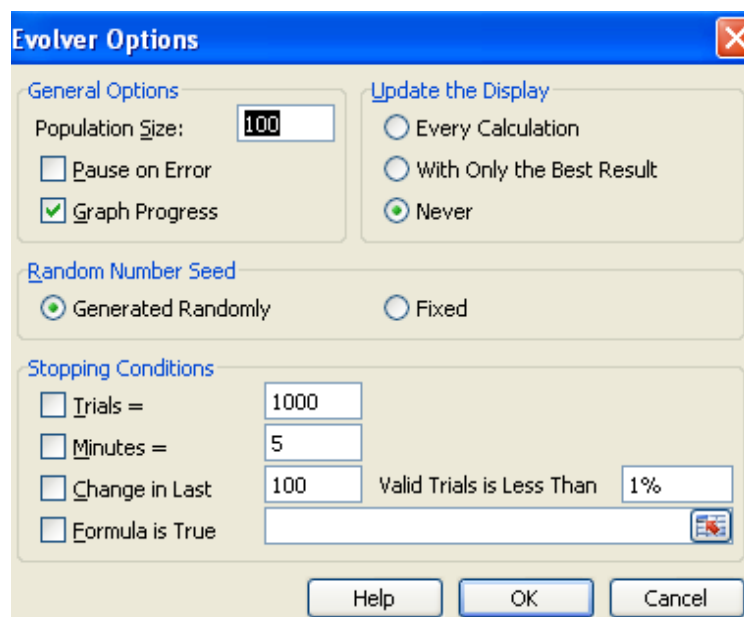 Evolver Options
General Options
Population Size: 100
Pause on Error
Graph Progress
Update the Display
Every Calculation
With Only the Best Result
Never
Random Number Seed
Generated Randomly Fixed
Stopping Conditions
Trials = 1000
Minutes = 5
Change in Last 100 Valid Trials is Less Than 1%
Formula is True
Help OK Cancel